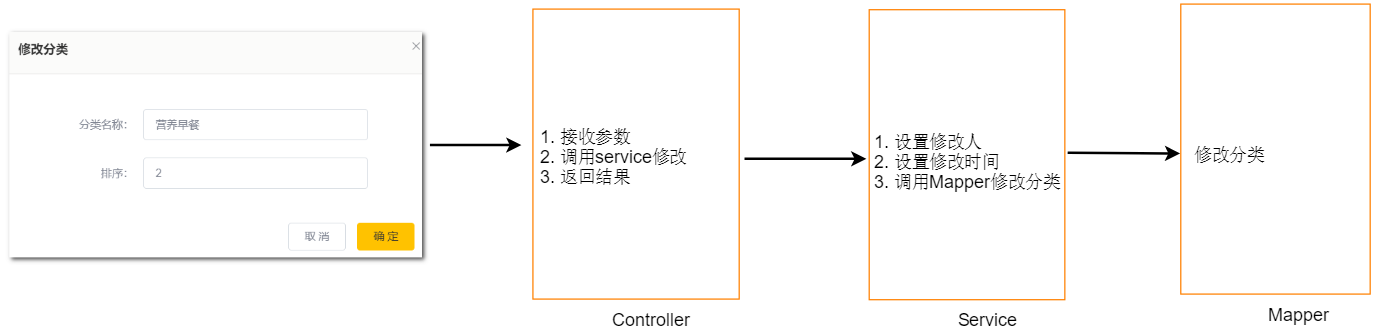 修改分类
×
分类名称:
营养早餐
排序:
2
取 消
确 定
1. 接收参数
2. 调用service修改
3. 返回结果
Controller
1. 设置修改人
2. 设置修改时间
3. 调用Mapper修改分类
Service
修改分类
Mapper